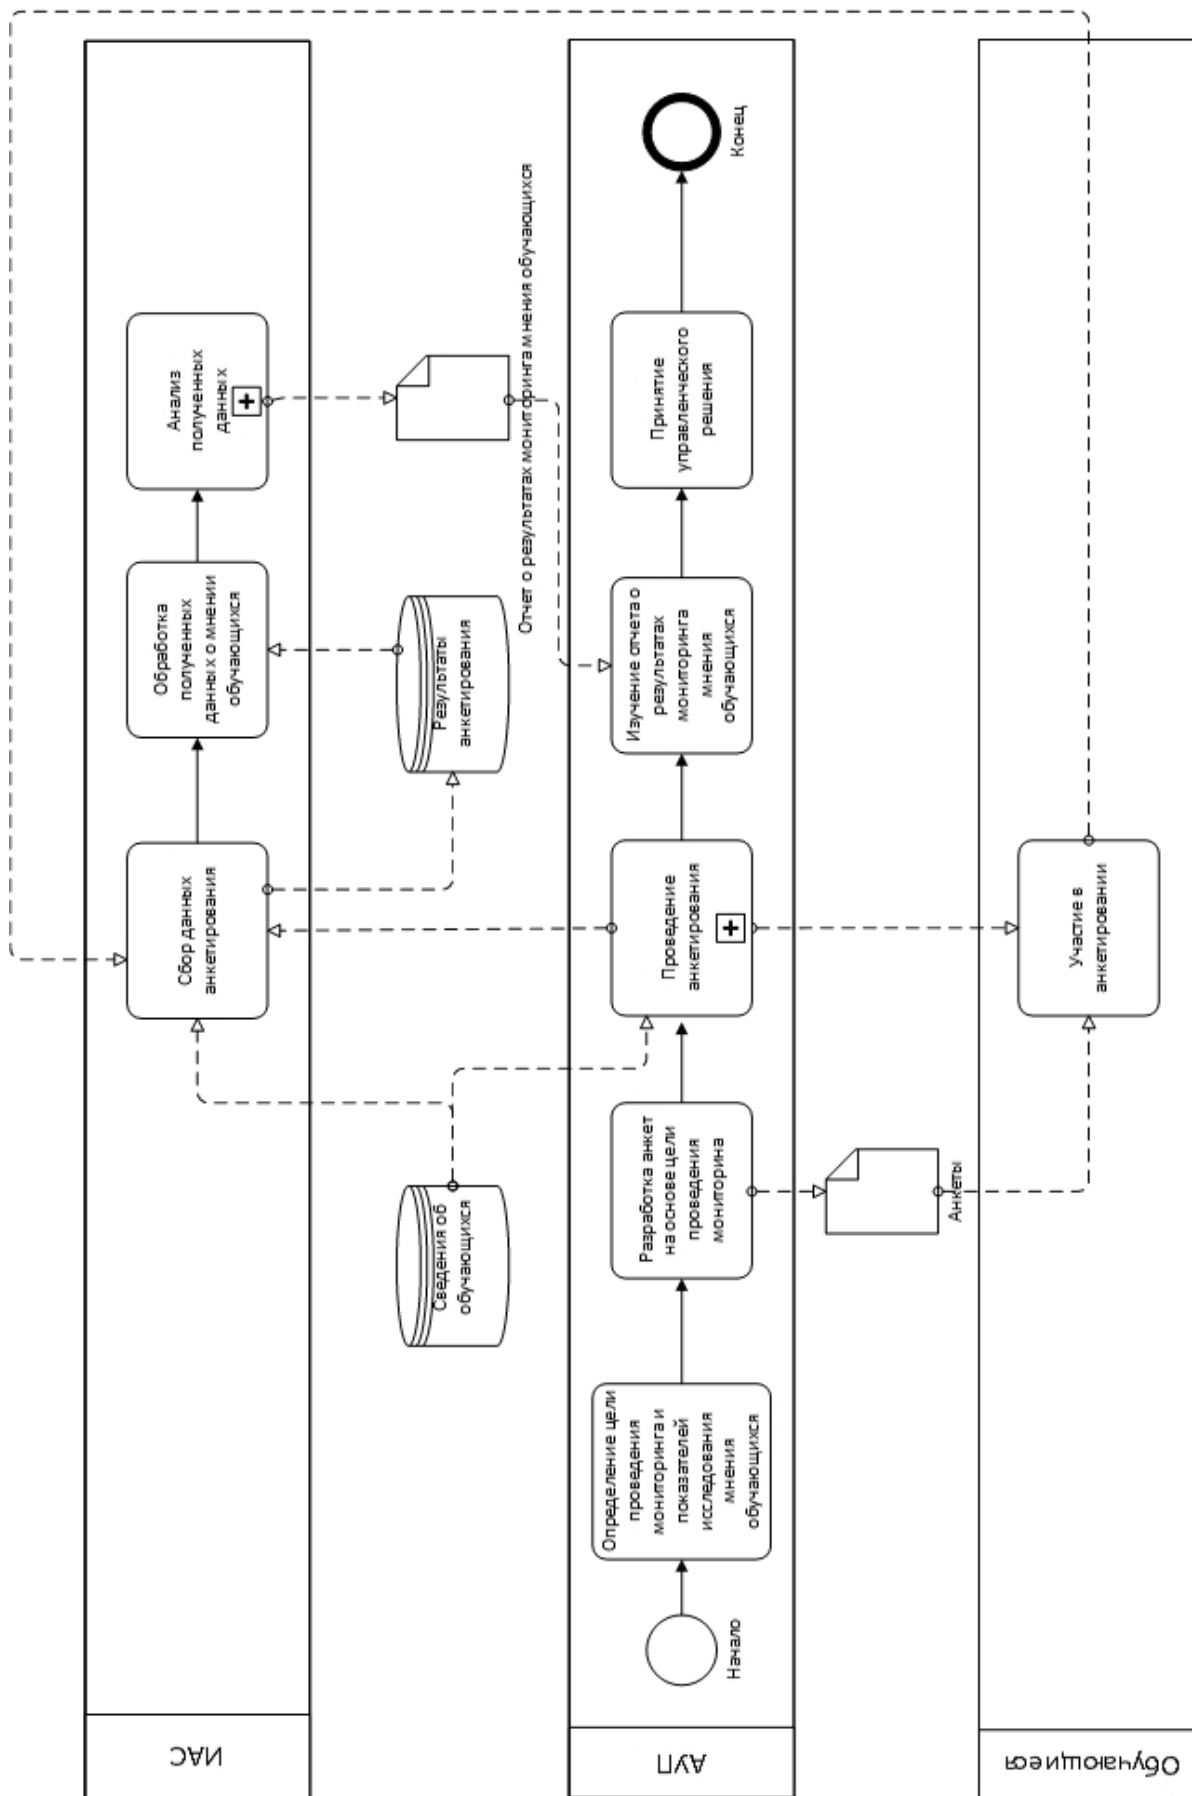 ИАС
Сбор данных
анкетирования
Обработка
полученных
данных о мнении
обучающихся
Анализ
полученных
данных
Сведения об
обучающихся
Результаты
анкетирования
Отчет о результатах мониторинга мнения обучающихся
АУП
Начало
Определение цели
проведения
мониторинга и
показателей
исследования
мнения
обучающихся
Разработка анкет
на основе цели
проведения
мониторина
Проведение
анкетирования
Изучение отчета о
результатах
мониторинга
мнения
обучающихся
Принятие
управленческого
решения
Конец
Анкеты
Обучающиеся
Участие в
анкетировании